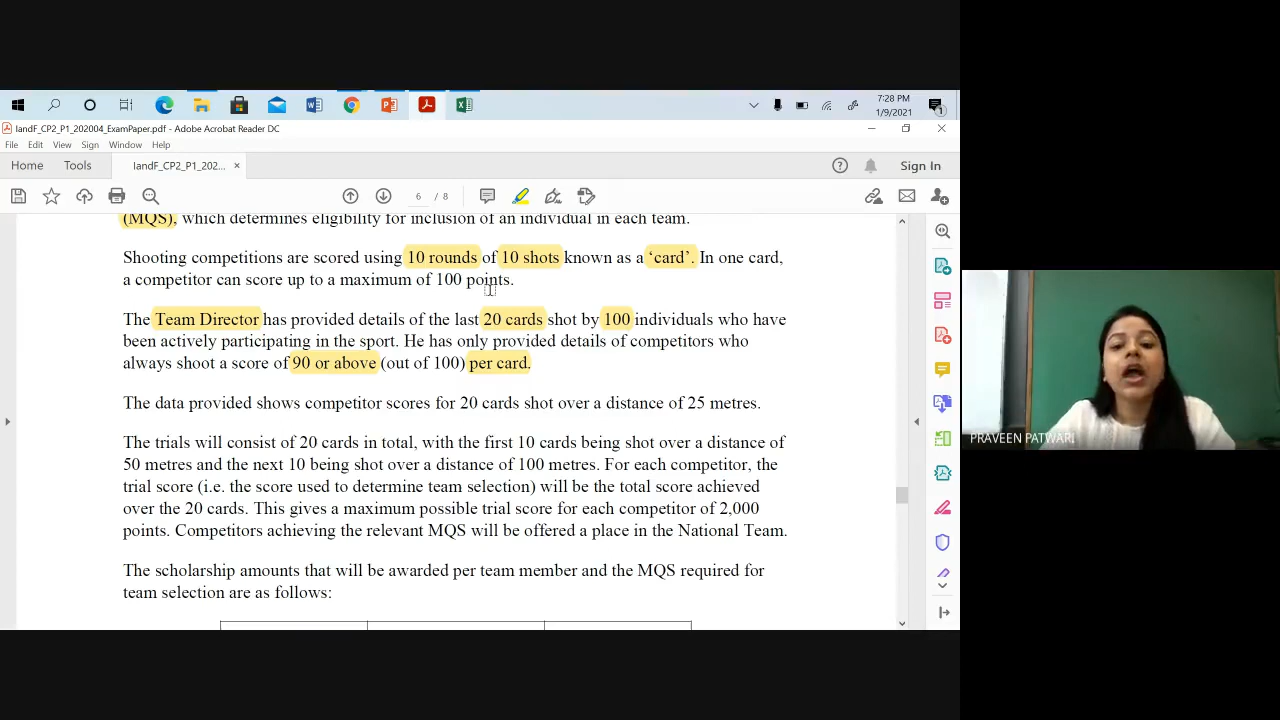 7:28 PM
1/9/2021
IandF_CP2_P1_202004_ExamPaper.pdf - Adobe Acrobat Reader DC
File Edit View Sign Window Help
Home Tools IandF_CP2_P1_202... × Sign In
6 / 8
(MQS), which determines eligibility for inclusion of an individual in each team.
Shooting competitions are scored using 10 rounds of 10 shots known as a ‘card’. In one card,
a competitor can score up to a maximum of 100 points.
The Team Director has provided details of the last 20 cards shot by 100 individuals who have
been actively participating in the sport. He has only provided details of competitors who
always shoot a score of 90 or above (out of 100) per card.
The data provided shows competitor scores for 20 cards shot over a distance of 25 metres.
The trials will consist of 20 cards in total, with the first 10 cards being shot over a distance of
50 metres and the next 10 being shot over a distance of 100 metres. For each competitor, the
trial score (i.e. the score used to determine team selection) will be the total score achieved
over the 20 cards. This gives a maximum possible trial score for each competitor of 2,000
points. Competitors achieving the relevant MQS will be offered a place in the National Team.
The scholarship amounts that will be awarded per team member and the MQS required for
team selection are as follows:
PRAVEEN PATWARI